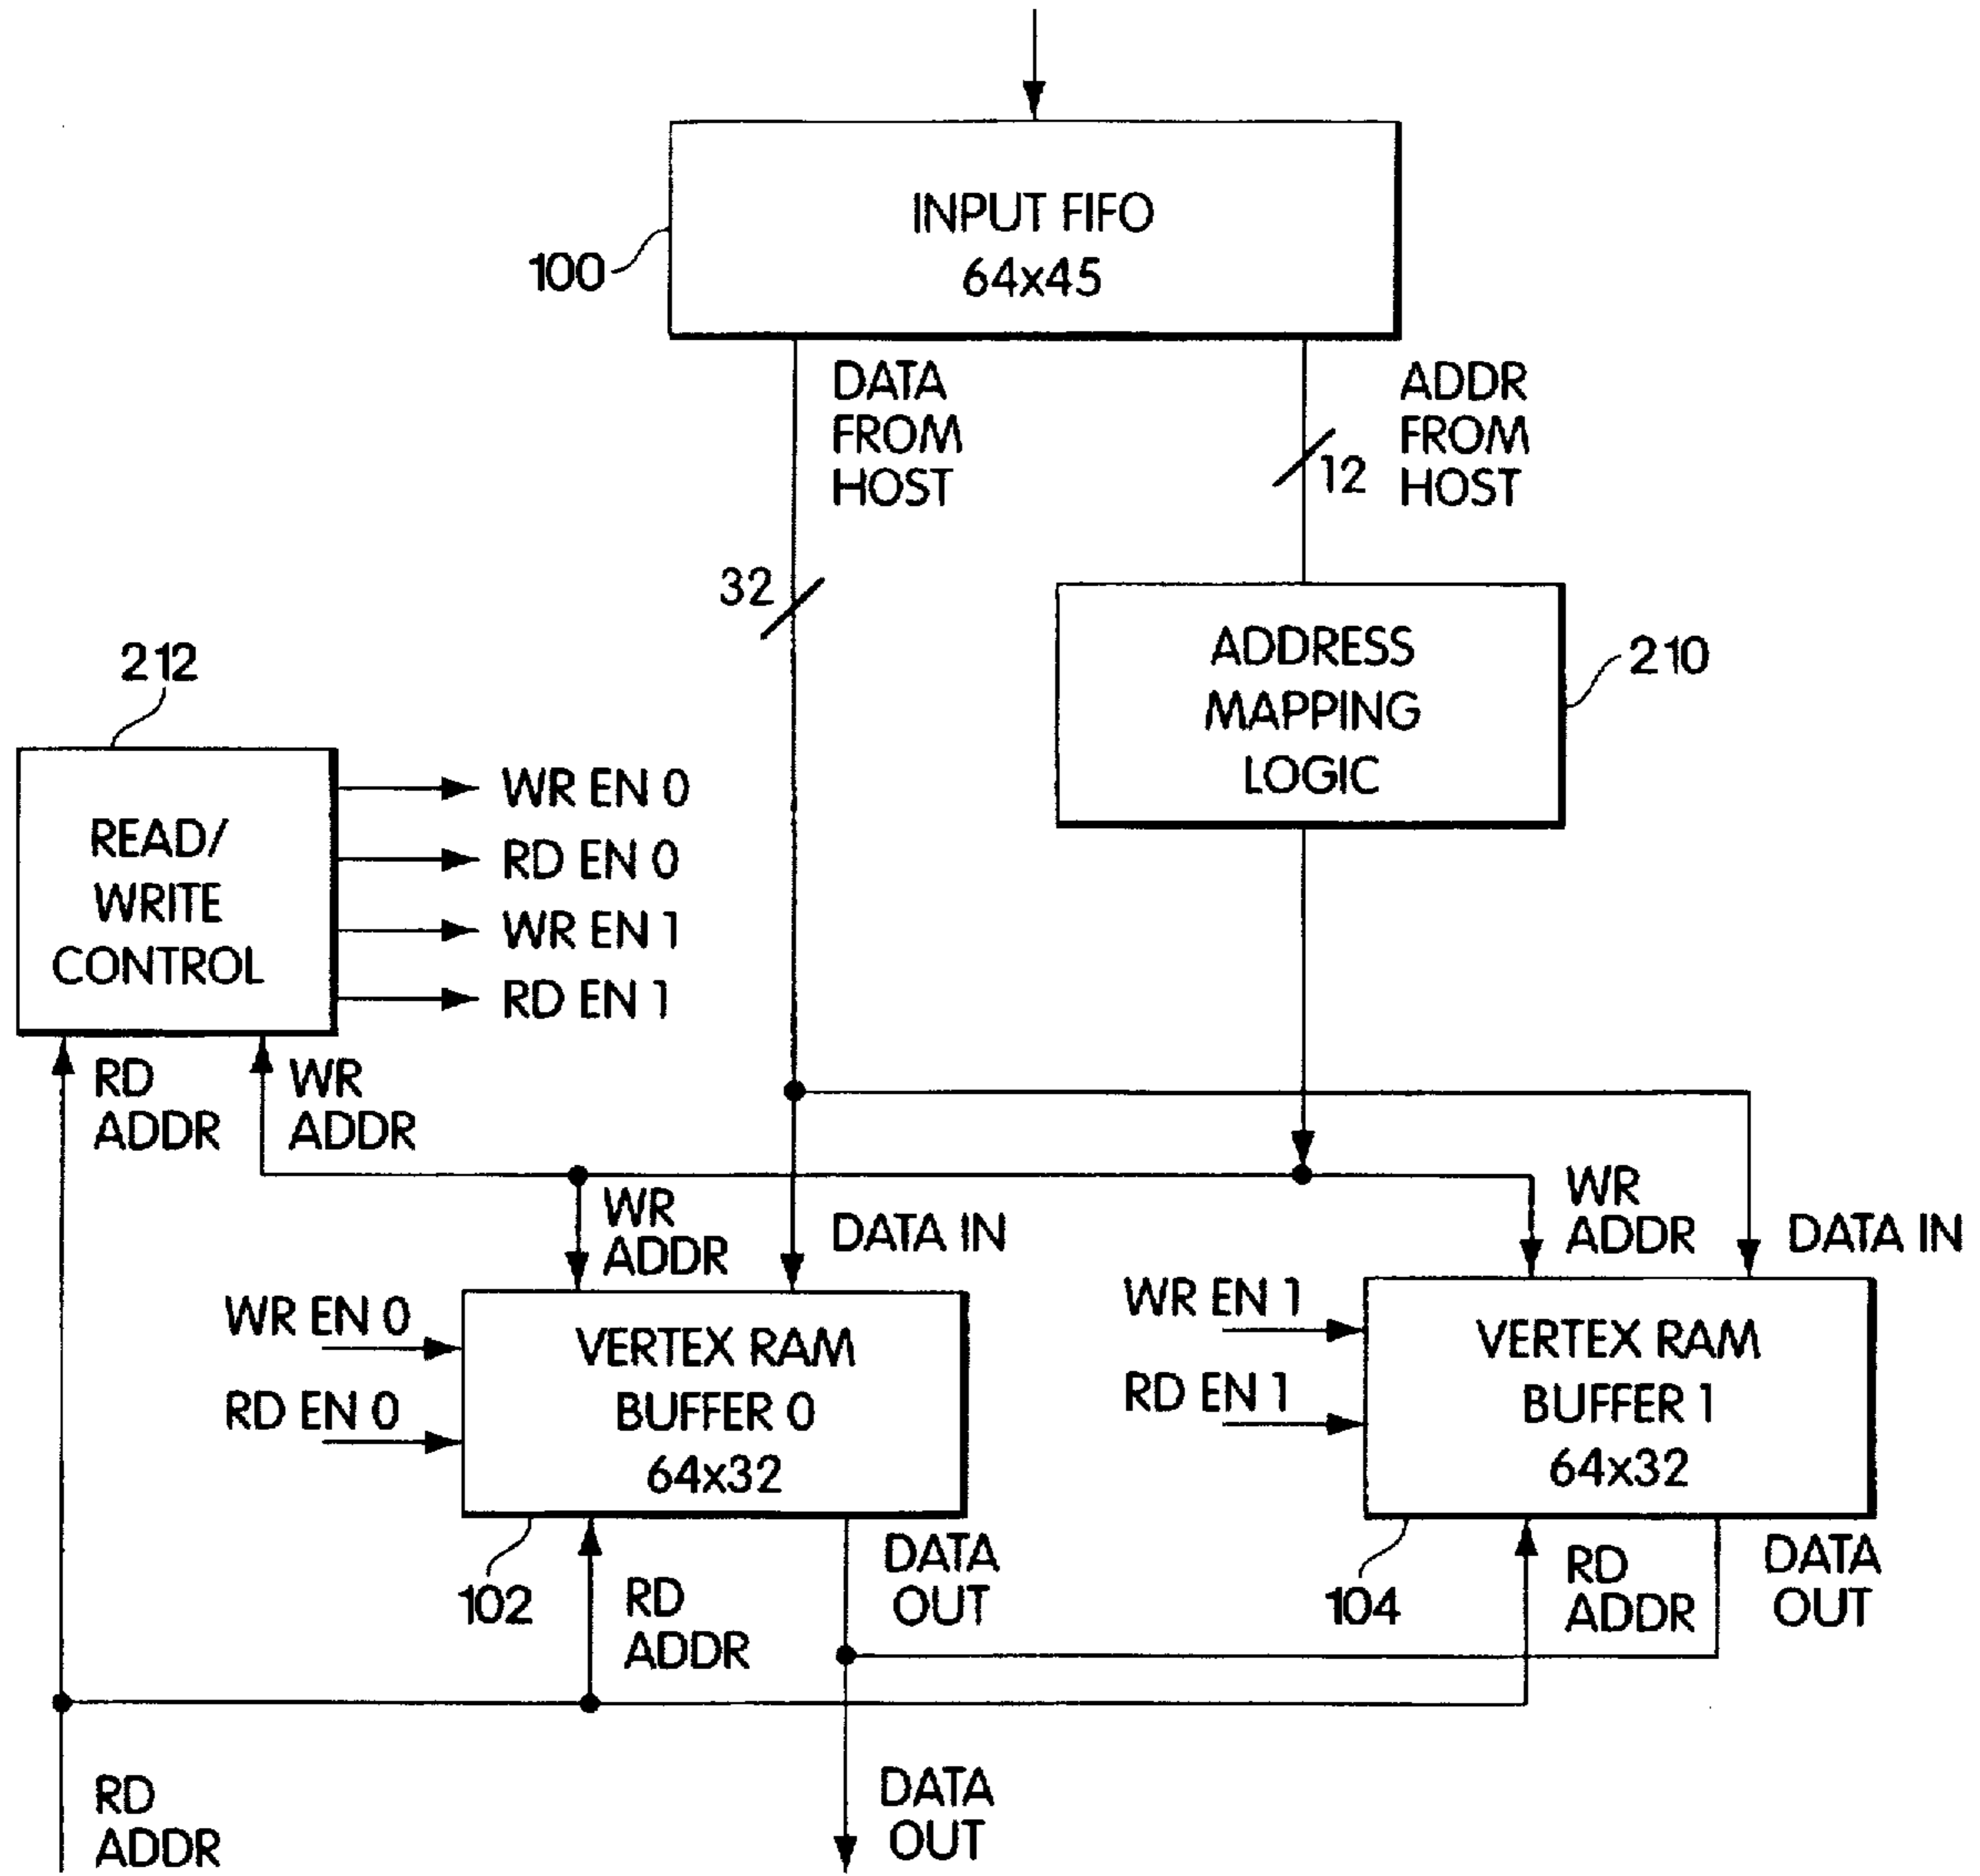 INPUT FIFO
64x45
100
DATA
FROM
HOST
ADDR
FROM
HOST
12
32
ADDRESS
MAPPING
LOGIC
210
212
READ/
WRITE
CONTROL
WR EN 0
RD EN 0
WR EN 1
RD EN 1
RD
ADDR
WR
ADDR
WR
ADDR
DATA IN
WR
ADDR
DATA IN
WR EN 0
RD EN 0
VERTEX RAM
BUFFER 0
64x32
WR EN 1
RD EN 1
VERTEX RAM
BUFFER 1
64x32
102
RD
ADDR
DATA
OUT
104
RD
ADDR
DATA
OUT
RD
ADDR
DATA
OUT